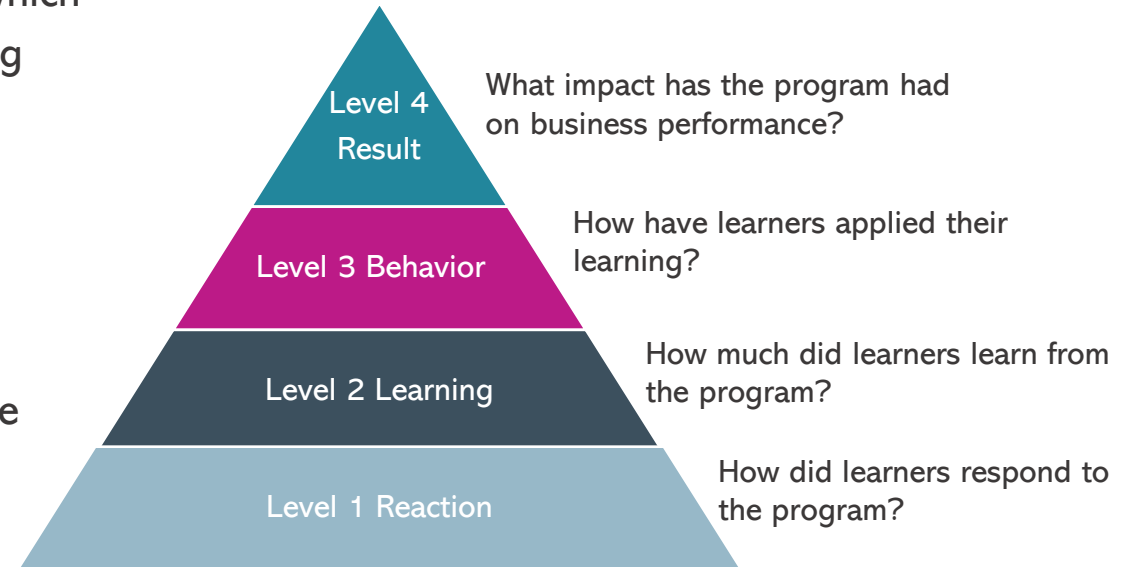 g
What impact has the program had
on business performance?
Level 4
Result
How have learners applied their
learning?
Level 3 Behavior
How much did learners learn from
the program?
Level 2 Learning
e
How did learners respond to
the program?
Level 1 Reaction